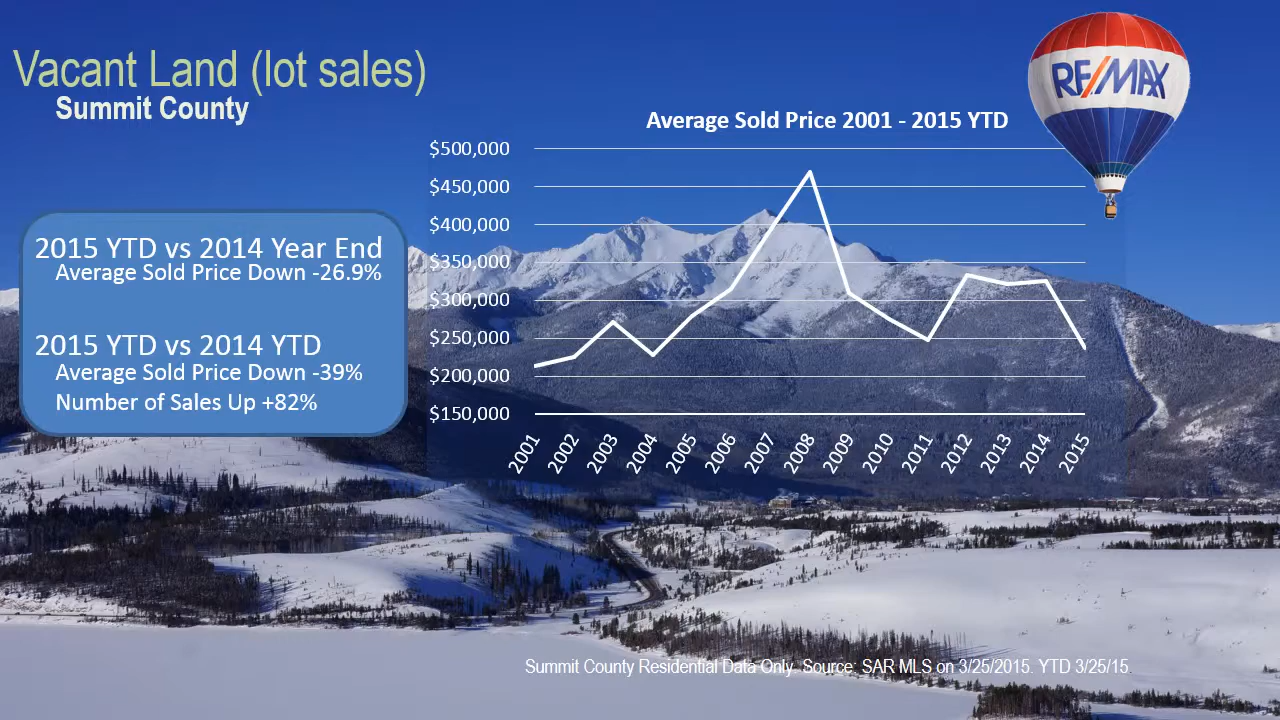 Vacant Land (lot sales)
Summit County
RE/MAX
Average Sold Price 2001 - 2015 YTD
$500,000
$450,000
$400,000
$350,000
$300,000
$250,000
$200,000
$150,000
2001
2002
2003
2004
2005
2006
2007
2008
2009
2010
2011
2012
2013
2014
2015
2015 YTD vs 2014 Year End
Average Sold Price Down -26.9%
2015 YTD vs 2014 YTD
Average Sold Price Down -39%
Number of Sales Up +82%
Summit County Residential Data Only. Source: SAR MLS on 3/25/2015. YTD 3/25/15.